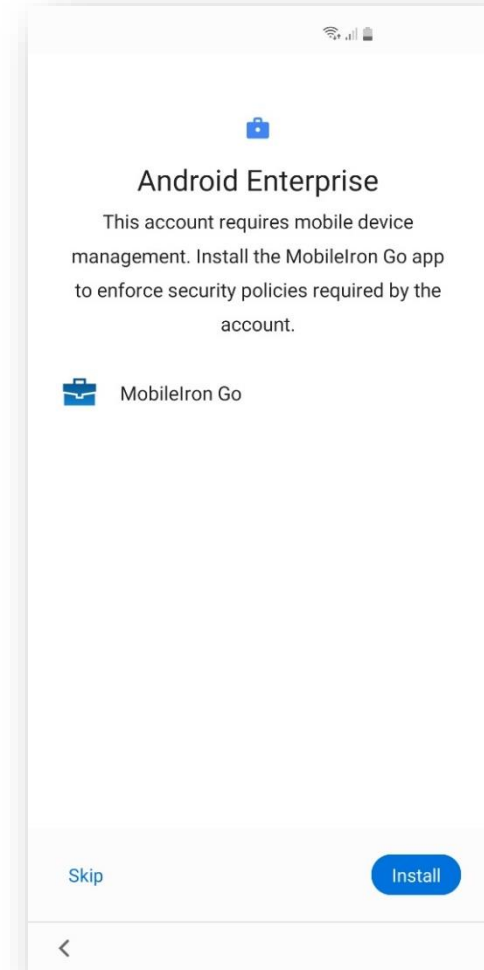 Android Enterprise
This account requires mobile device
management. Install the MobileIron Go app
to enforce security policies required by the
account.
MobileIron Go
Skip
Install